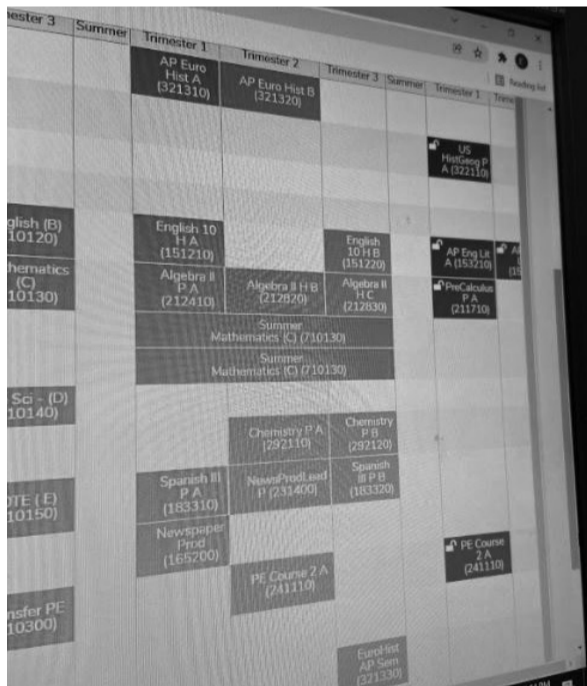 mester 3 Summer Trimester 1 Trimester 2 Trimester 3 Summer Trimester 1 Trim
Reading list
AP Euro
Hist A
(321310)
AP Euro Hist B
(321320)
US
HistGeog P
A (322110)
glish (B)
10120)
English 10
H A
(151210)
English
10 H B
(151220)
AP Eng Lit
A (153210)
hematics
(C)
10130)
Algebra II
P A
(212410)
Algebra II H B
(212820)
Algebra II
H C
(212830)
PreCalculus
P A
(211710)
Summer
Mathematics (C) (710130)
Summer
Mathematics (C) (710130)
Sci - (D)
10140)
Chemistry P A
(292110)
Chemistry
P B
(292120)
OTE ( E)
10150)
Spanish III
P A
(183310)
NewsProdLead
P (231400)
Spanish
III P B
(183320)
Newspaper
Prod
(165200)
PE Course 2 A
(241110)
PE Course
2 A
(241110)
nsfer PE
10300)
EuroHist
AP Sem
(321330)